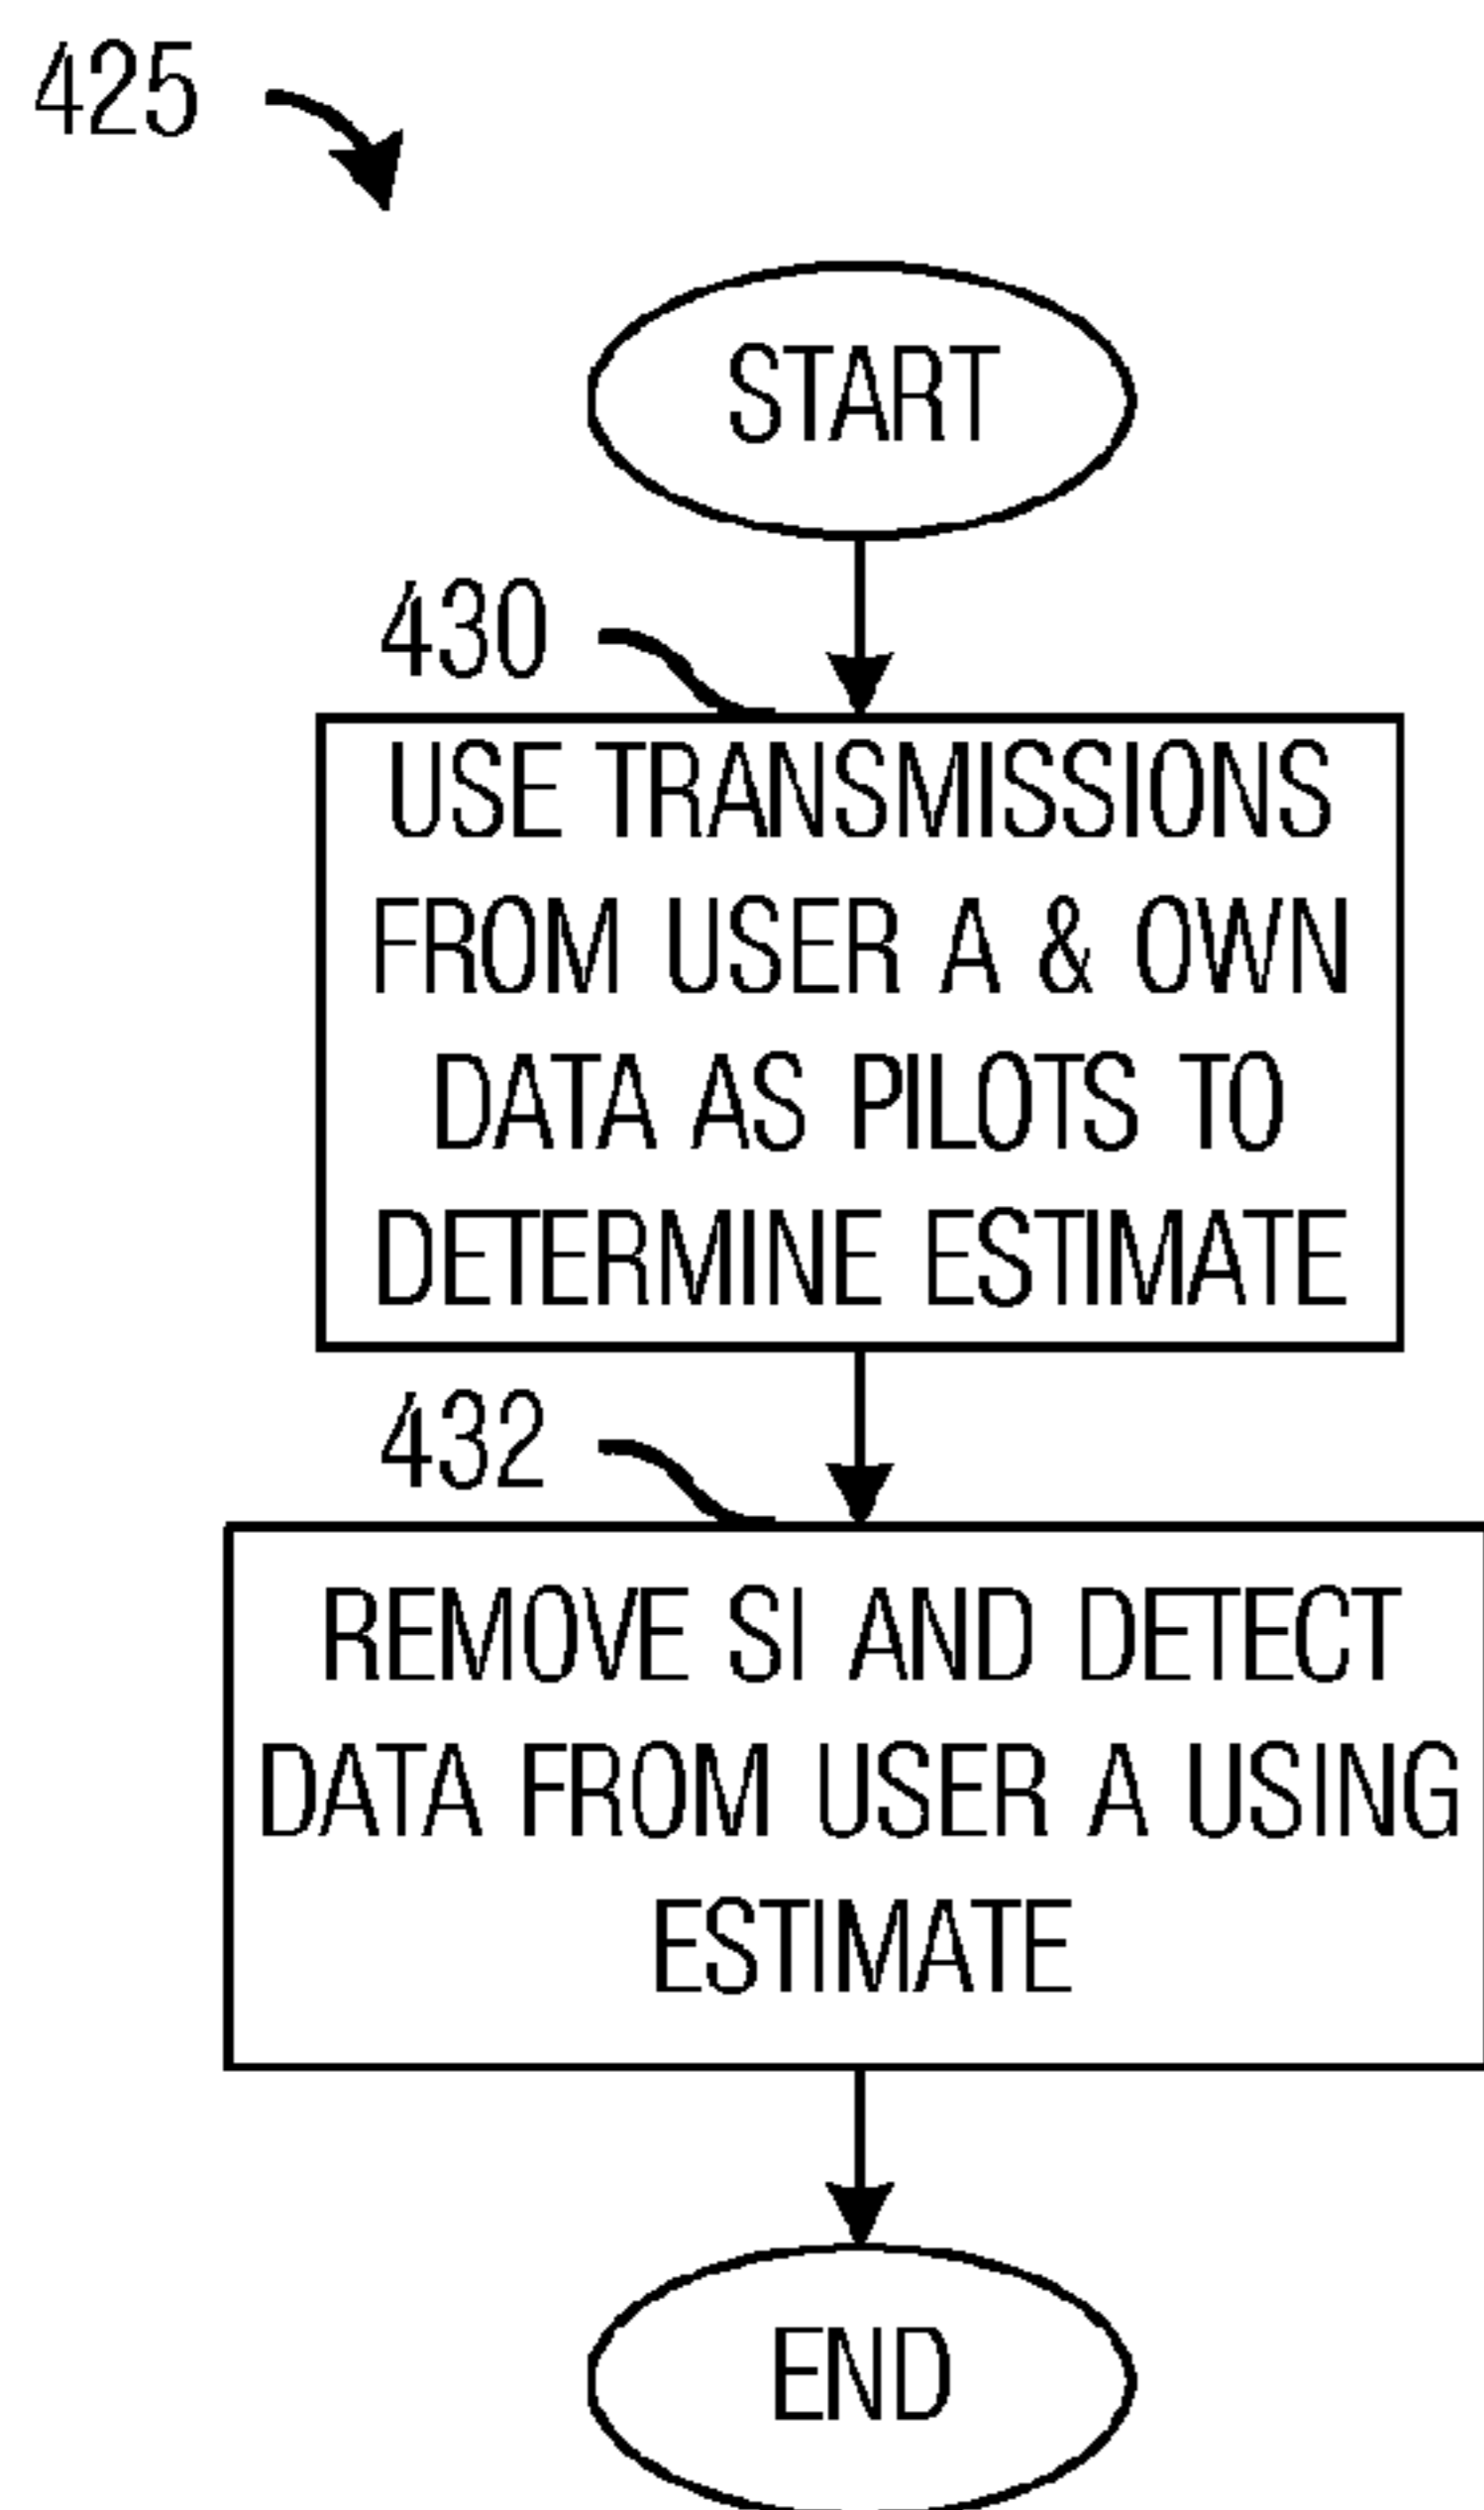 425
START
430
USE TRANSMISSIONS
FROM USER A & OWN
DATA AS PILOTS TO
DETERMINE ESTIMATE
432
REMOVE SI AND DETECT
DATA FROM USER A USING
ESTIMATE
END